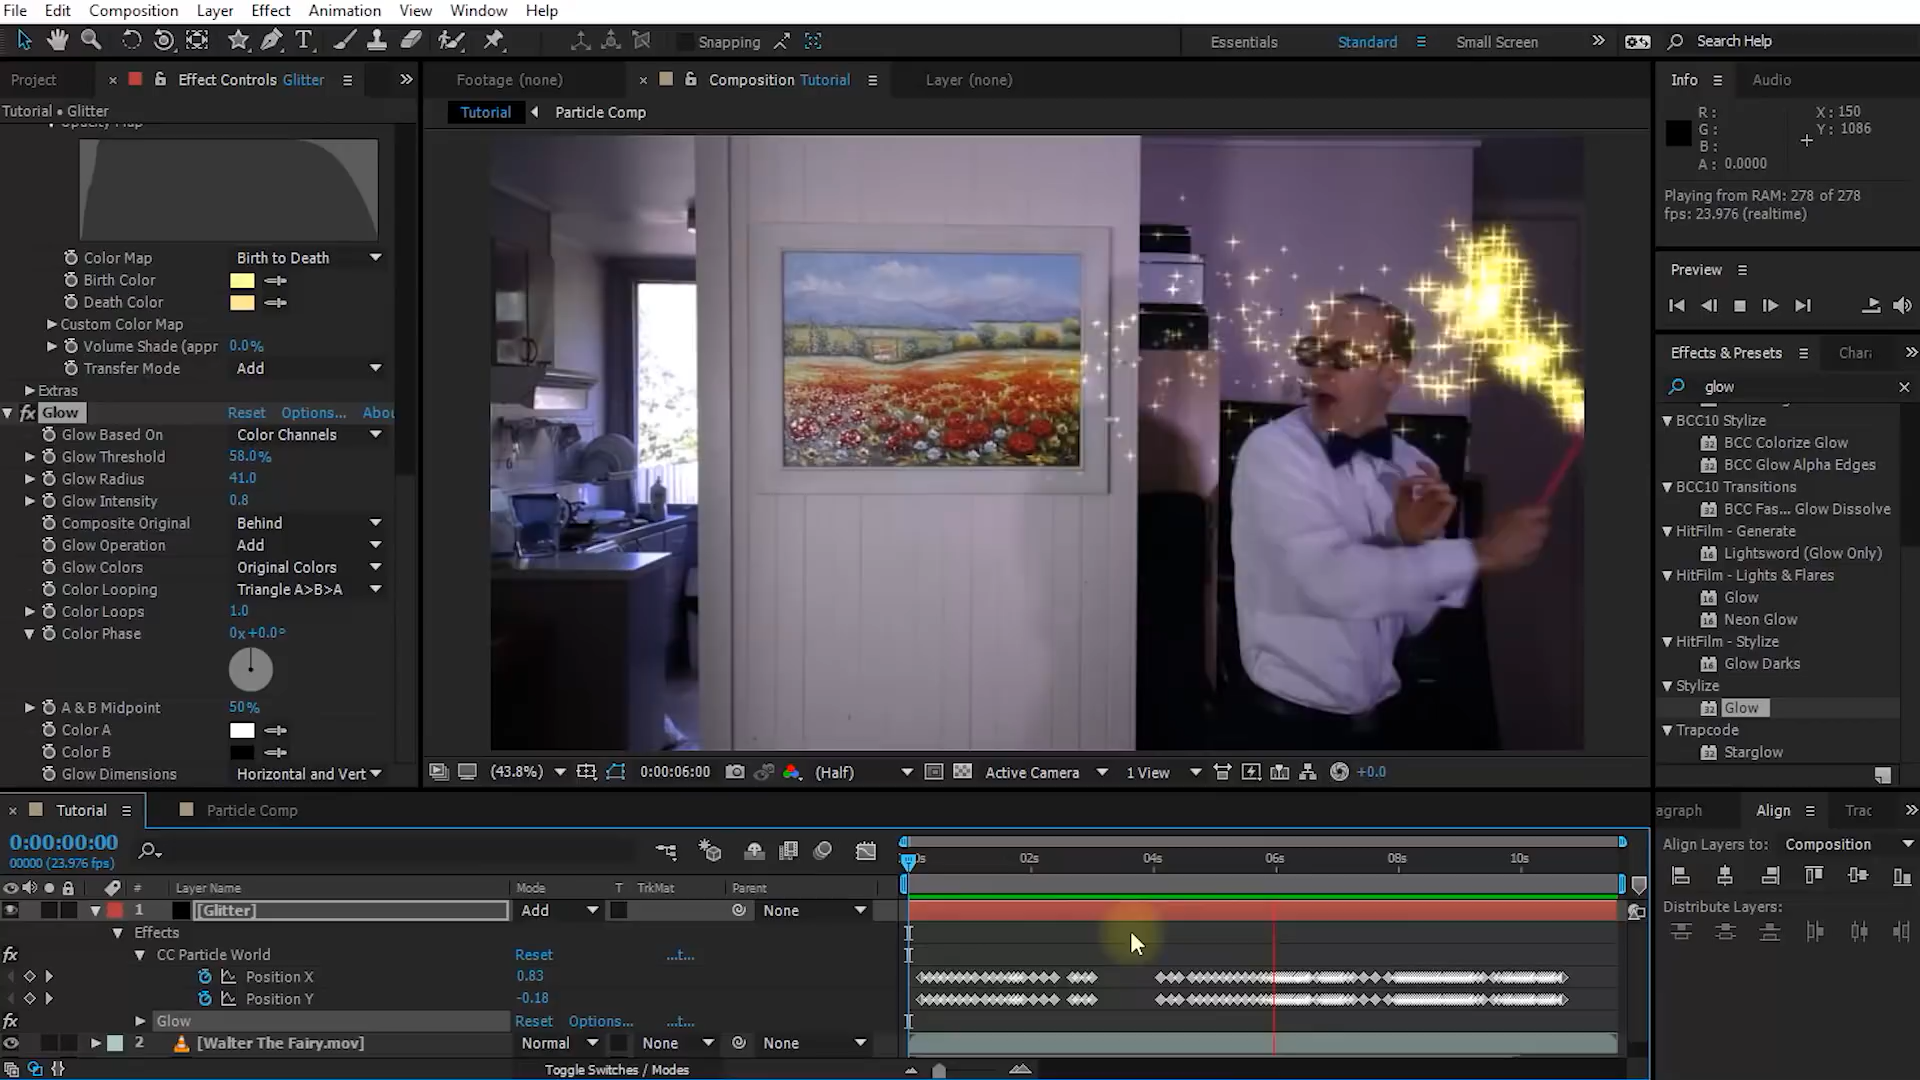 File Edit Composition Layer Effect Animation View Window Help
Snapping Essentials Standard Small Screen Search Help
Project Effect Controls Glitter Footage (none) Composition Tutorial Layer (none) Info Audio
Tutorial • Glitter
Tutorial Particle Comp
Opacity Map
R :
G :
B :
A : 0.0000
X : 150
Y : 1086
Playing from RAM: 278 of 278
fps: 23.976 (realtime)
Color Map Birth to Death
Birth Color
Death Color
Custom Color Map
Volume Shade (appr 0.0%
Transfer Mode Add
Extras
fx Glow Reset Options... Abou
Glow Based On Color Channels
Glow Threshold 58.0%
Glow Radius 41.0
Glow Intensity 0.8
Composite Original Behind
Glow Operation Add
Glow Colors Original Colors
Color Looping Triangle A>B>A
Color Loops 1.0
Color Phase 0x+0.0°
A & B Midpoint 50%
Color A
Color B
Glow Dimensions Horizontal and Vert
Preview
Effects & Presets Chara
glow
BCC10 Stylize
BCC Colorize Glow
BCC Glow Alpha Edges
BCC10 Transitions
BCC Fas... Glow Dissolve
HitFilm - Generate
Lightsword (Glow Only)
HitFilm - Lights & Flares
Glow
Neon Glow
HitFilm - Stylize
Glow Darks
Stylize
Glow
Trapcode
Starglow
(43.8%) 0:00:06:00 (Half) Active Camera 1 View +0.0
Tutorial Particle Comp
0:00:00:00
00000 (23.976 fps)
02s 04s 06s 08s 10s
# Layer Name Mode T TrkMat Parent
1 [Glitter] Add None
Effects
fx CC Particle World Reset ...t...
Position X 0.83
Position Y -0.18
fx Glow Reset Options... ...t...
2 [Walter The Fairy.mov] Normal None None
Toggle Switches / Modes
aragraph Align Trac
Align Layers to: Composition
Distribute Layers: